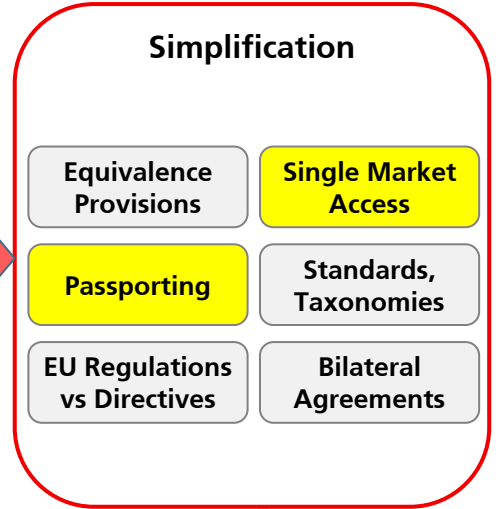 Simplification
Equivalence
Provisions
Single Market
Access
Passporting
Standards,
Taxonomies
EU Regulations
vs Directives
Bilateral
Agreements